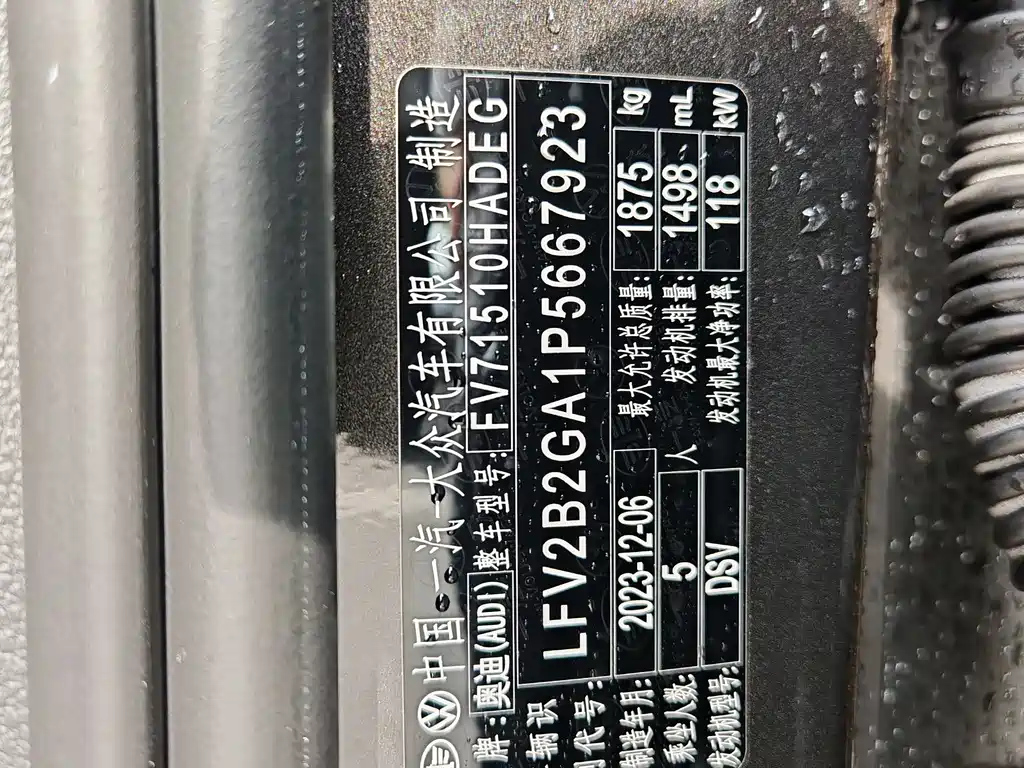 中国一汽一大众汽车有限公司 制造
牌:奥迪(AUDI) 整车型号:FV71510HADEG
车辆识别代号: LFV2B2GA1P5667923
制造年月: 2023-12-06 最大允许总质量: 1875 kg
乘坐人数: 5 人 发动机排量: 1498 mL
发动机型号: DSV 发动机最大净功率: 118 kW